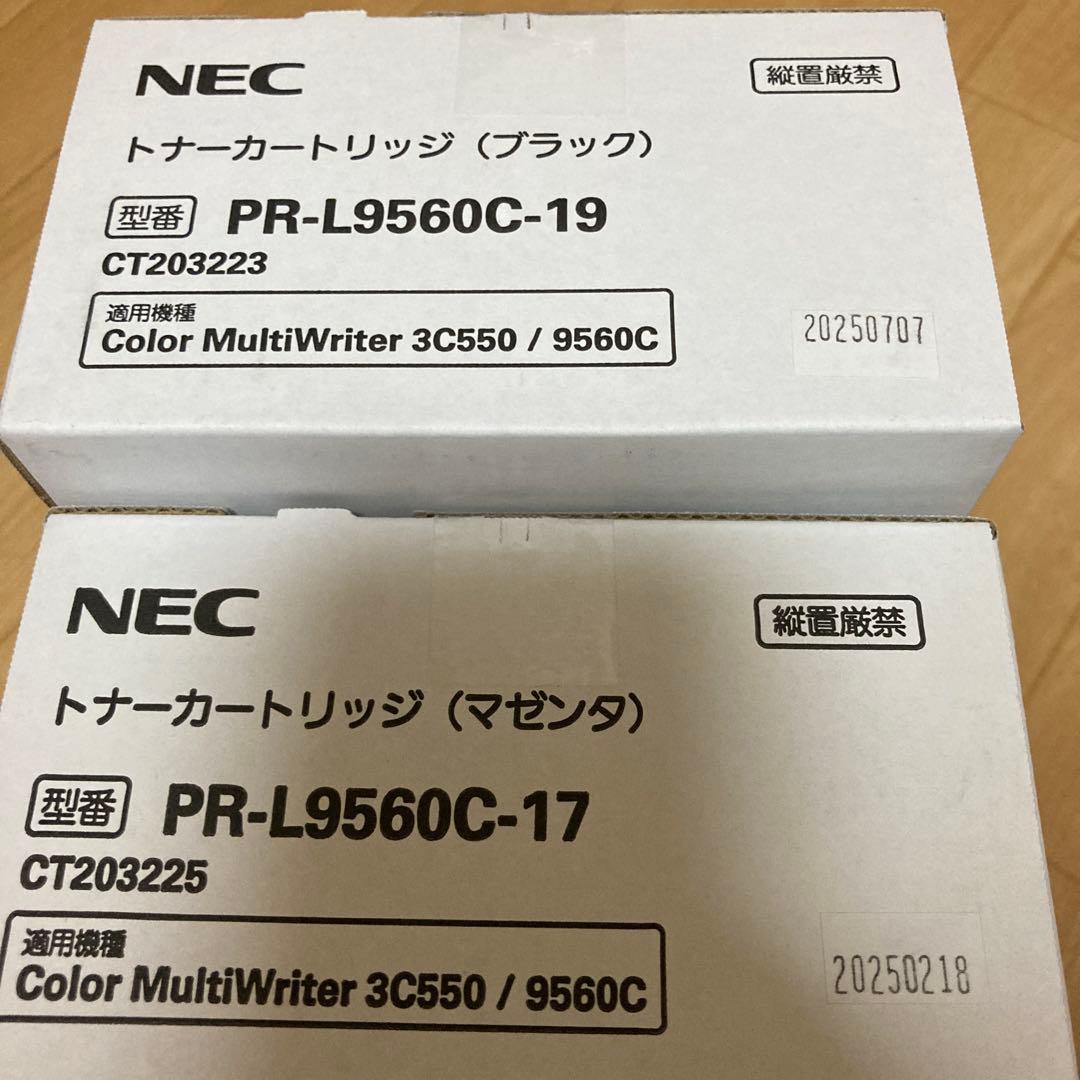 NEC
縦置厳禁
トナーカートリッジ（ブラック）
型番 PR-L9560C-19
CT203223
適用機種
Color MultiWriter 3C550 / 9560C
20250707
NEC
縦置厳禁
トナーカートリッジ（マゼンタ）
型番 PR-L9560C-17
CT203225
適用機種
Color MultiWriter 3C550 / 9560C
20250218